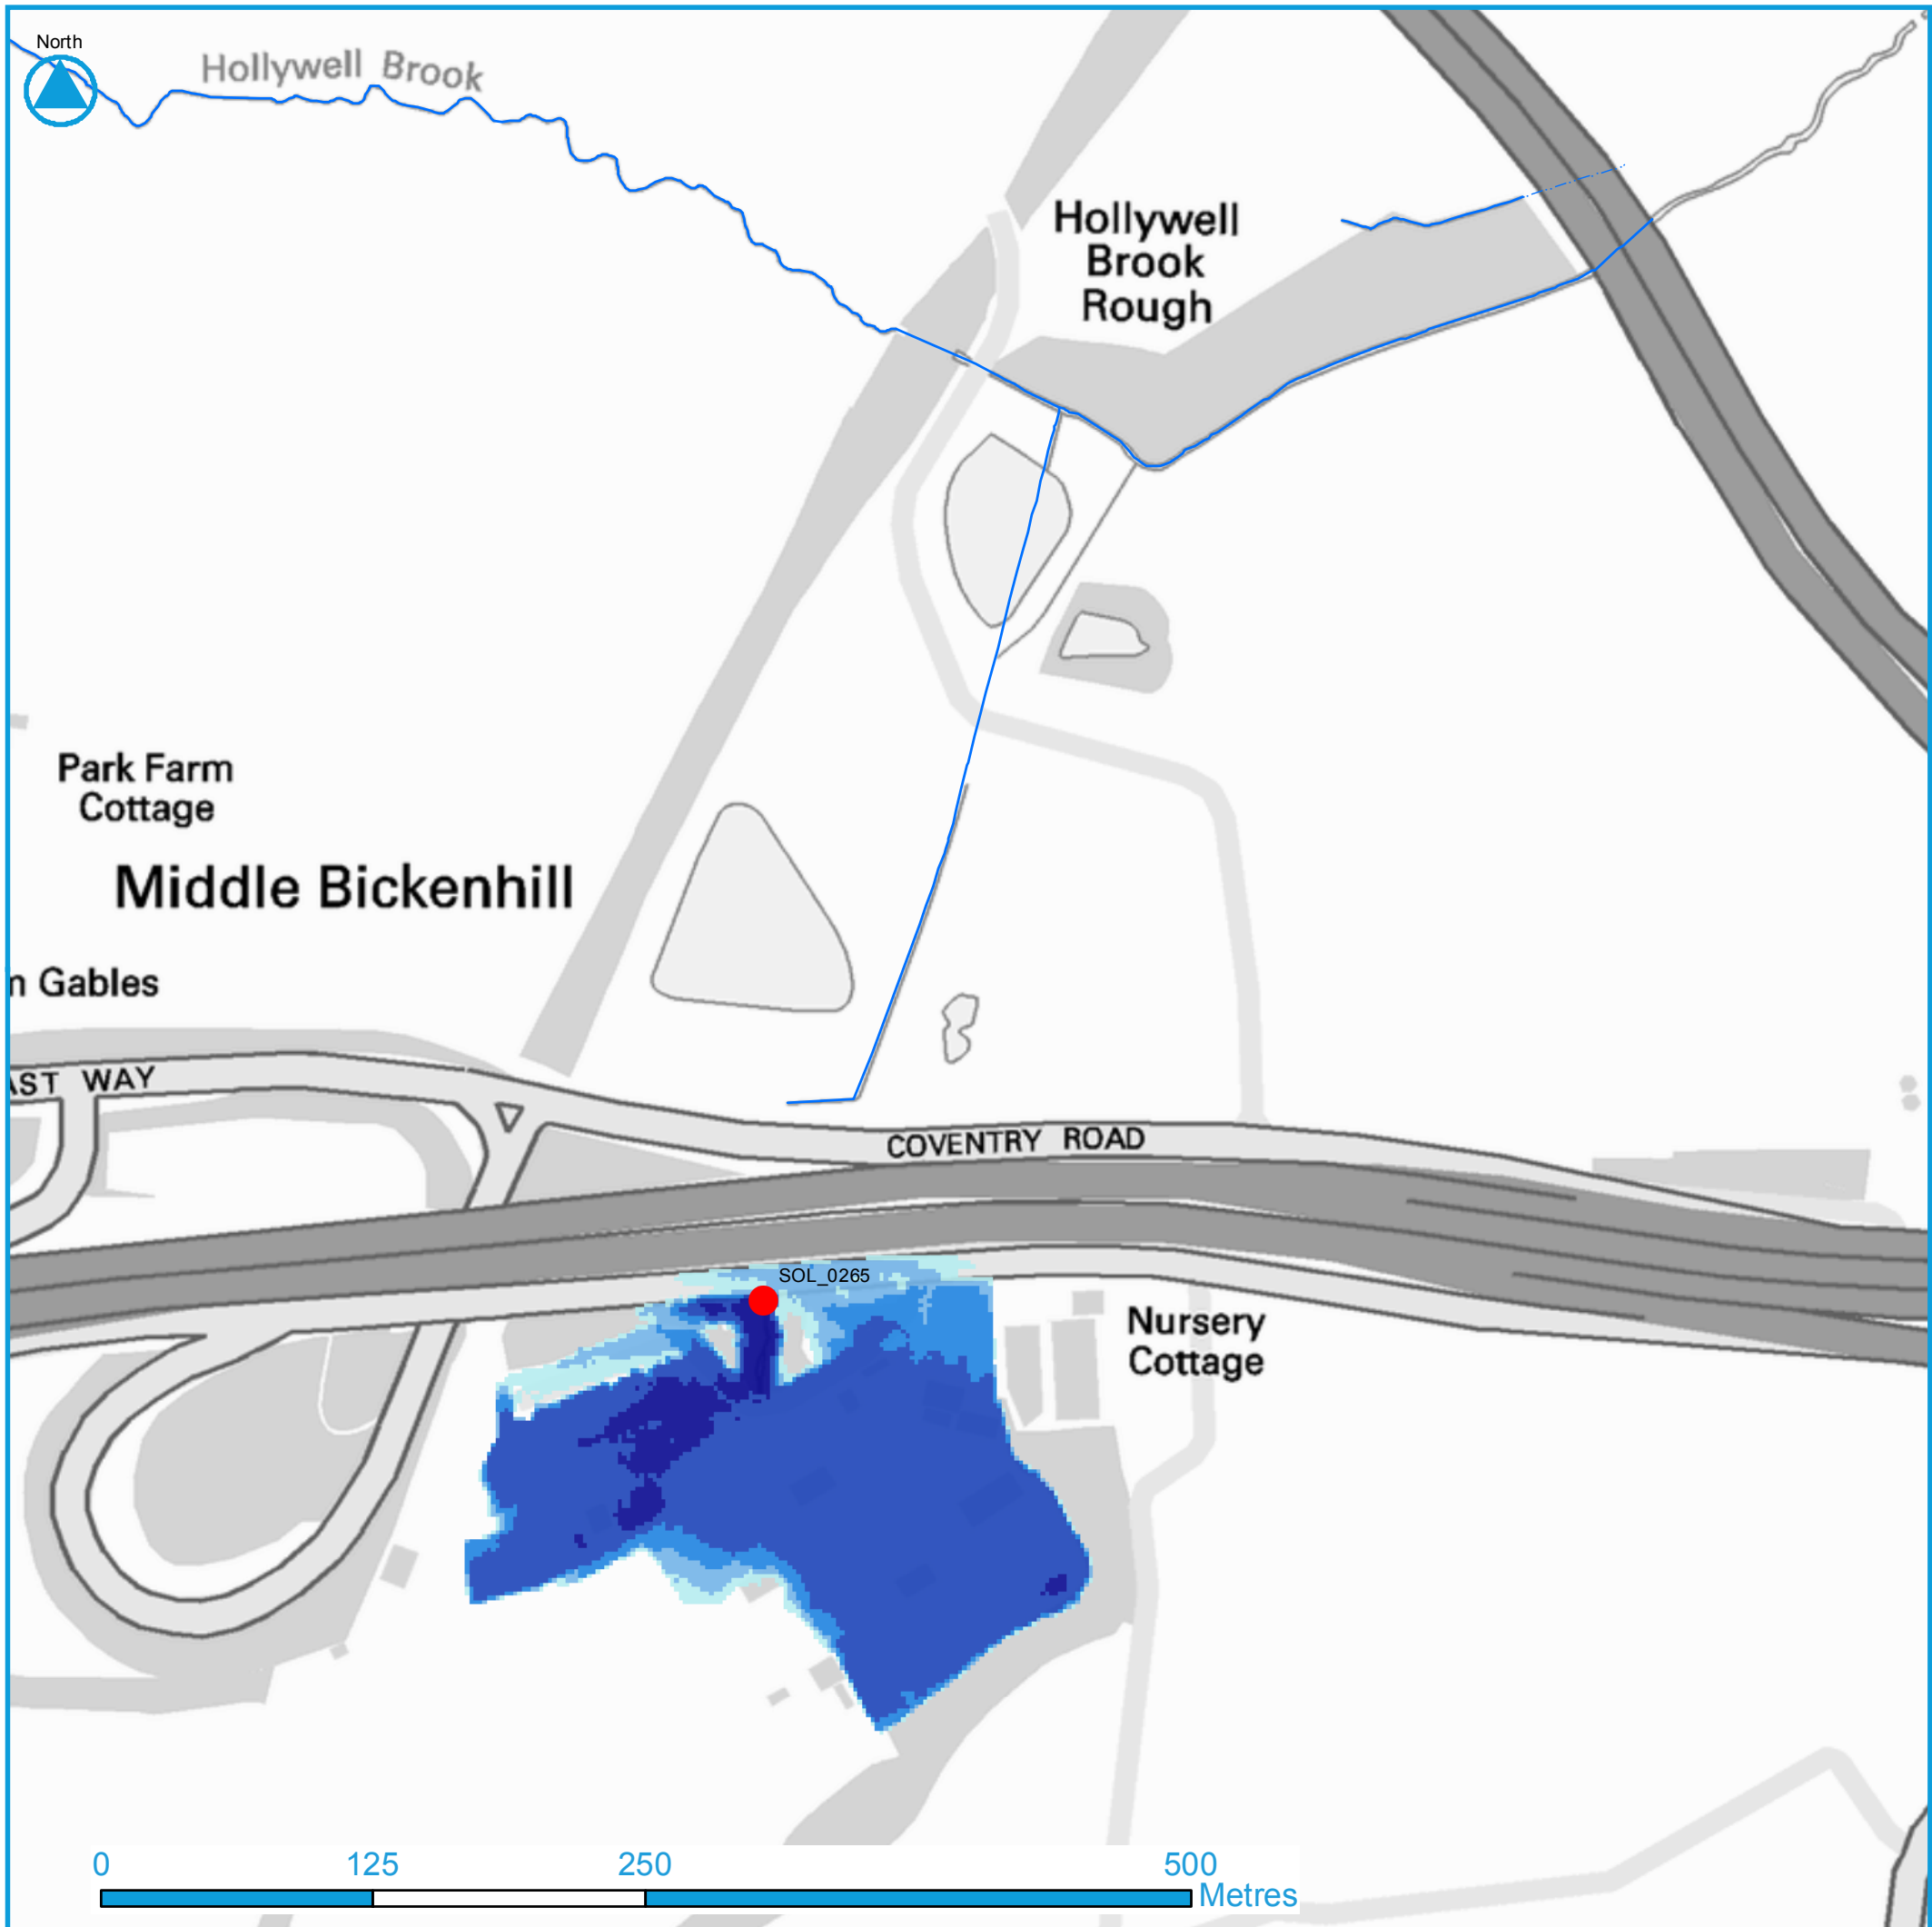 North
Hollywell Brook
Hollywell
Brook
Rough
Park Farm
Cottage
Middle Bickenhill
n Gables
AST WAY
COVENTRY ROAD
SOL_0265
Nursery
Cottage
0 125 250 500
Metres